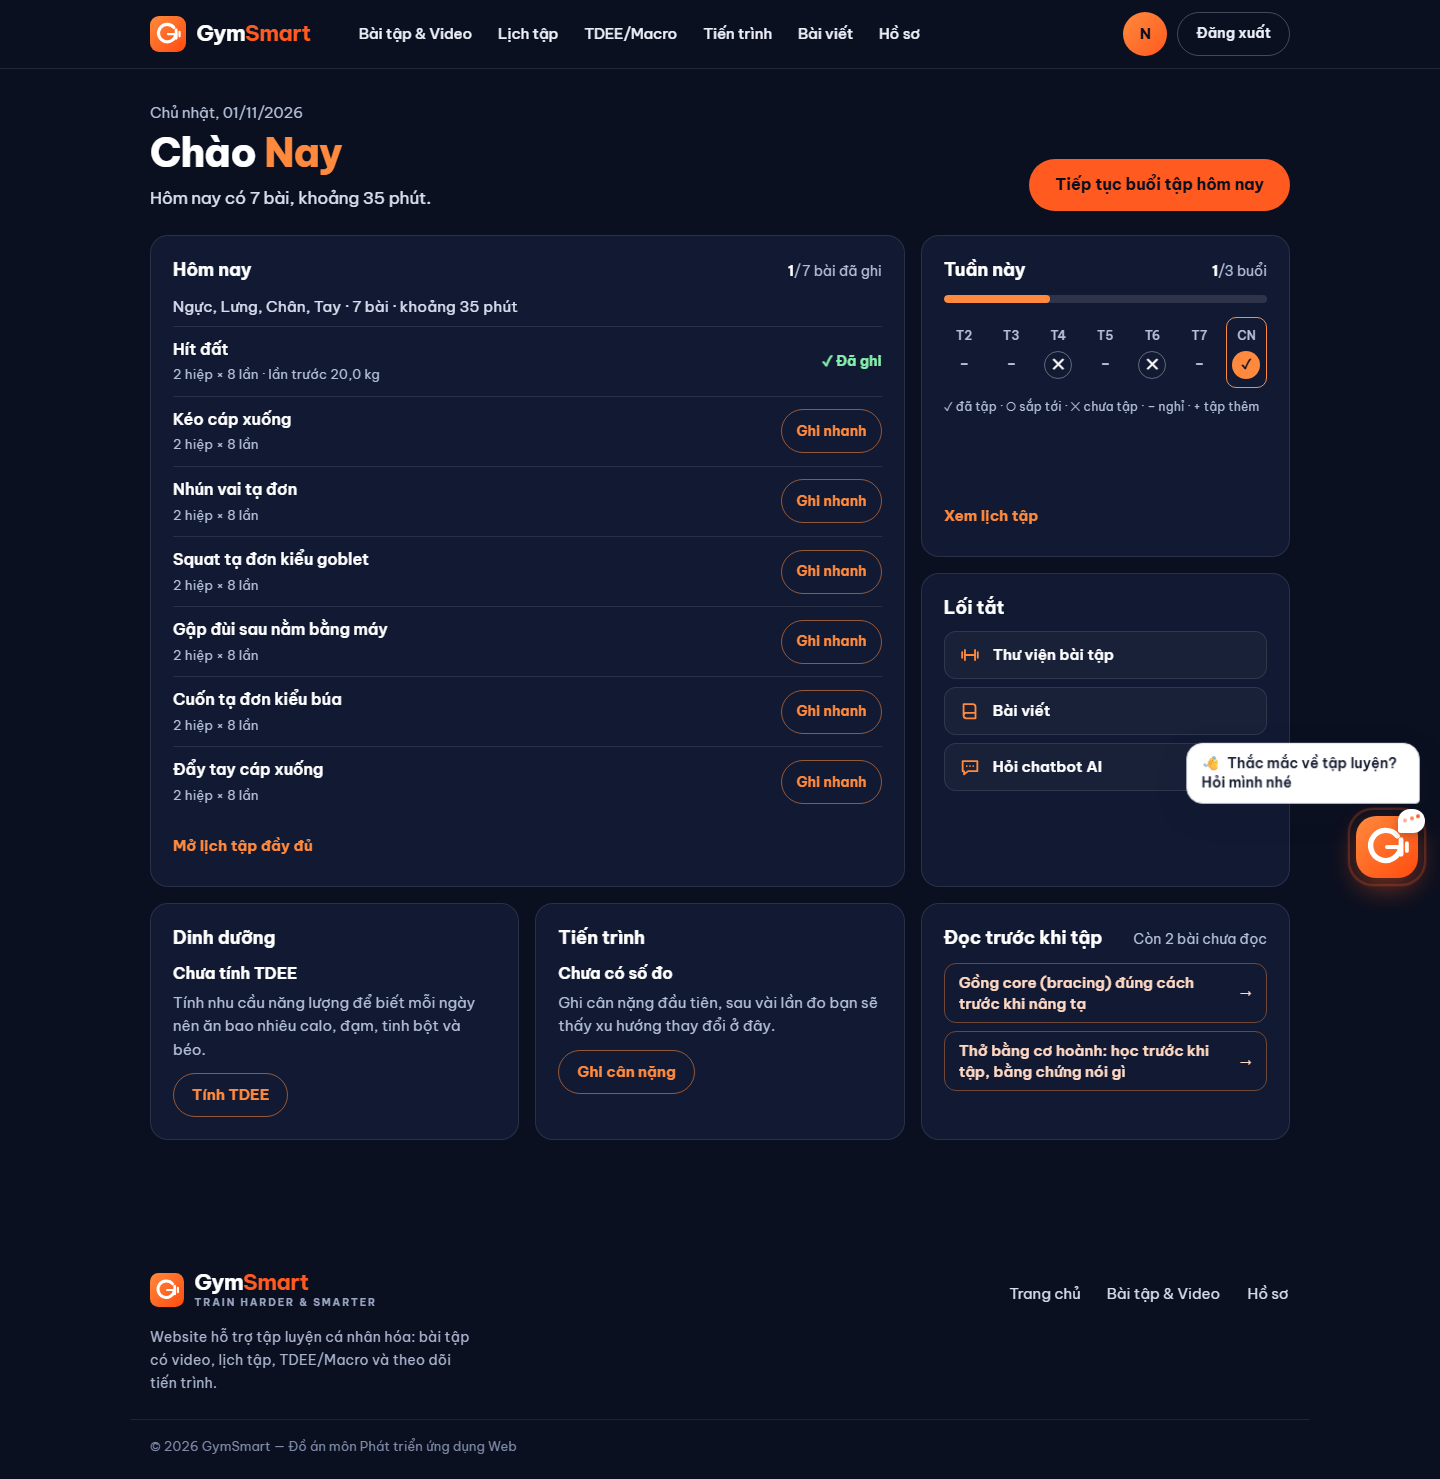 GymSmart
Bài tập & Video
Lịch tập
TDEE/Macro
Tiến trình
Bài viết
Hồ sơ
N
Đăng xuất
Chủ nhật, 01/11/2026
Chào Nay
Hôm nay có 7 bài, khoảng 35 phút.
Tiếp tục buổi tập hôm nay
Hôm nay
1/7 bài đã ghi
Ngực, Lưng, Chân, Tay · 7 bài · khoảng 35 phút
Hít đất
2 hiệp × 8 lần · lần trước 20,0 kg
✓ Đã ghi
Kéo cáp xuống
2 hiệp × 8 lần
Ghi nhanh
Nhún vai tạ đơn
2 hiệp × 8 lần
Ghi nhanh
Squat tạ đơn kiểu goblet
2 hiệp × 8 lần
Ghi nhanh
Gập đùi sau nằm bằng máy
2 hiệp × 8 lần
Ghi nhanh
Cuốn tạ đơn kiểu búa
2 hiệp × 8 lần
Ghi nhanh
Đẩy tay cáp xuống
2 hiệp × 8 lần
Ghi nhanh
Mở lịch tập đầy đủ
Tuần này
1/3 buổi
T2 T3 T4 T5 T6 T7 CN
– – ✕ – ✕ – ✓
✓ đã tập · ○ sắp tới · ✕ chưa tập · – nghỉ · + tập thêm
Xem lịch tập
Lối tắt
Thư viện bài tập
Bài viết
Hỏi chatbot AI
👋 Thắc mắc về tập luyện?
Hỏi mình nhé
Dinh dưỡng
Chưa tính TDEE
Tính nhu cầu năng lượng để biết mỗi ngày
nên ăn bao nhiêu calo, đạm, tinh bột và
béo.
Tính TDEE
Tiến trình
Chưa có số đo
Ghi cân nặng đầu tiên, sau vài lần đo bạn sẽ
thấy xu hướng thay đổi ở đây.
Ghi cân nặng
Đọc trước khi tập
Còn 2 bài chưa đọc
Gồng core (bracing) đúng cách
trước khi nâng tạ
→
Thở bằng cơ hoành: học trước khi
tập, bằng chứng nói gì
→
GymSmart
TRAIN HARDER & SMARTER
Website hỗ trợ tập luyện cá nhân hóa: bài tập
có video, lịch tập, TDEE/Macro và theo dõi
tiến trình.
Trang chủ
Bài tập & Video
Hồ sơ
© 2026 GymSmart — Đồ án môn Phát triển ứng dụng Web